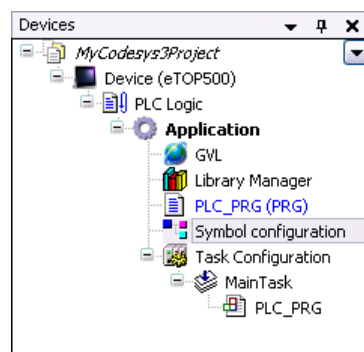 Devices
MyCodesys3Project
Device (eTOP500)
PLC Logic
Application
GVL
Library Manager
PLC_PRG (PRG)
Symbol configuration
Task Configuration
MainTask
PLC_PRG